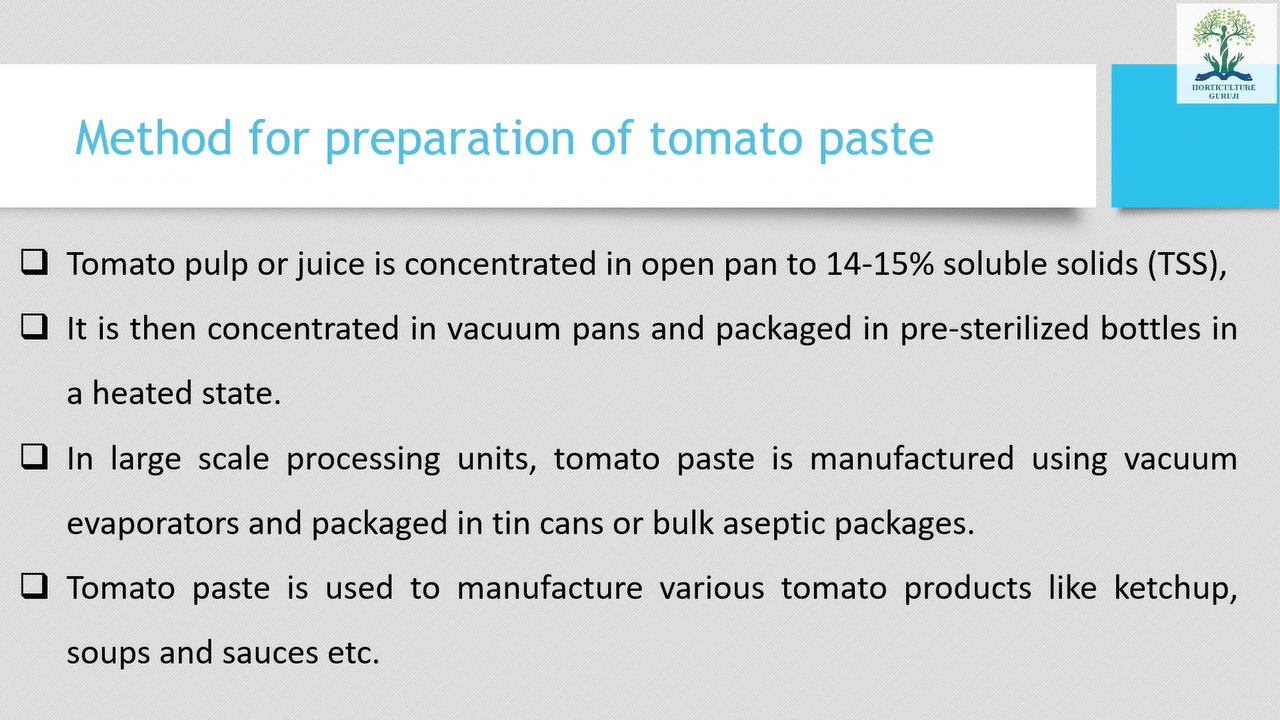 HORTICULTURE
GURUJI
Method for preparation of tomato paste
❑ Tomato pulp or juice is concentrated in open pan to 14-15% soluble solids (TSS),
❑ It is then concentrated in vacuum pans and packaged in pre-sterilized bottles in
a heated state.
❑ In large scale processing units, tomato paste is manufactured using vacuum
evaporators and packaged in tin cans or bulk aseptic packages.
❑ Tomato paste is used to manufacture various tomato products like ketchup,
soups and sauces etc.